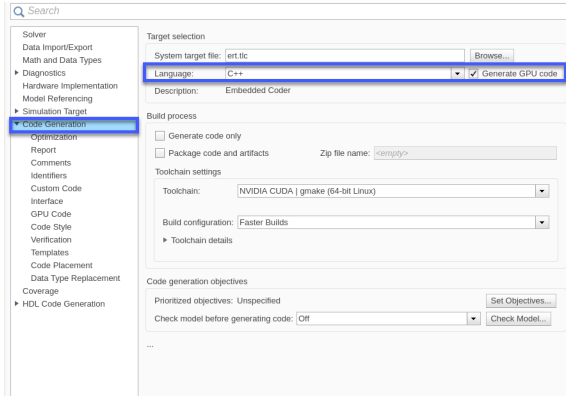 Search
Solver
Data Import/Export
Math and Data Types
Diagnostics
Hardware Implementation
Model Referencing
Simulation Target
Code Generation
Optimization
Report
Comments
Identifiers
Custom Code
Interface
GPU Code
Code Style
Verification
Templates
Code Placement
Data Type Replacement
Coverage
HDL Code Generation
Target selection
System target file: ert.tlc Browse...
Language: C++ Generate GPU code
Description: Embedded Coder
Build process
Generate code only
Package code and artifacts Zip file name: <empty>
Toolchain settings
Toolchain: NVIDIA CUDA | gmake (64-bit Linux)
Build configuration: Faster Builds
Toolchain details
Code generation objectives
Prioritized objectives: Unspecified Set Objectives...
Check model before generating code: Off Check Model...
...